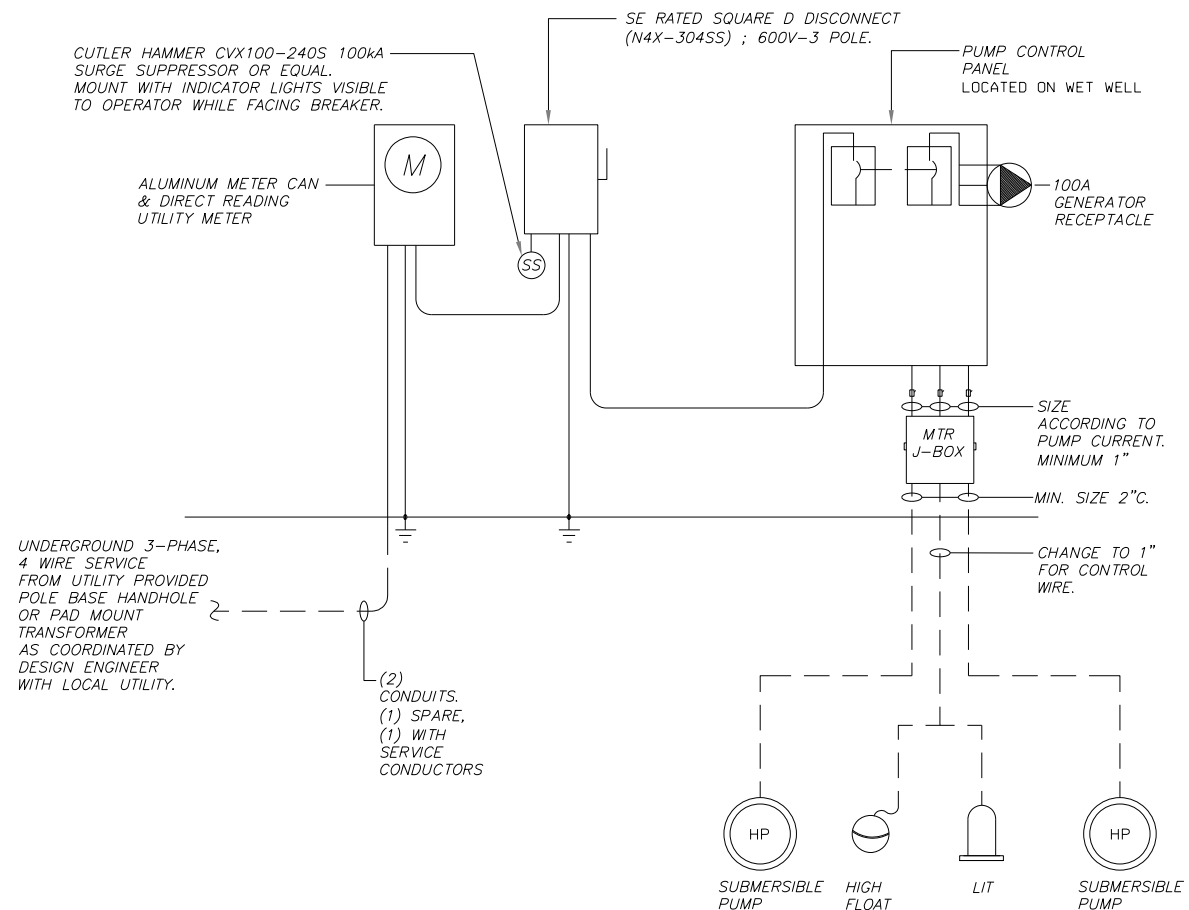 SE RATED SQUARE D DISCONNECT
(N4X-304SS) ; 600V-3 POLE.
CUTLER HAMMER CVX100-240S 100kA
SURGE SUPPRESSOR OR EQUAL.
MOUNT WITH INDICATOR LIGHTS VISIBLE
TO OPERATOR WHILE FACING BREAKER.
PUMP CONTROL
PANEL
LOCATED ON WET WELL
M
ALUMINUM METER CAN
& DIRECT READING
UTILITY METER
100A
GENERATOR
RECEPTACLE
SS
SIZE
ACCORDING TO
PUMP CURRENT.
MINIMUM 1"
MTR
J-BOX
MIN. SIZE 2"C.
UNDERGROUND 3-PHASE,
4 WIRE SERVICE
FROM UTILITY PROVIDED
POLE BASE HANDHOLE
OR PAD MOUNT
TRANSFORMER
AS COORDINATED BY
DESIGN ENGINEER
WITH LOCAL UTILITY.
CHANGE TO 1"
FOR CONTROL
WIRE.
(2)
CONDUITS.
(1) SPARE,
(1) WITH
SERVICE
CONDUCTORS
HP
HP
SUBMERSIBLE
PUMP
HIGH
FLOAT
LIT
SUBMERSIBLE
PUMP